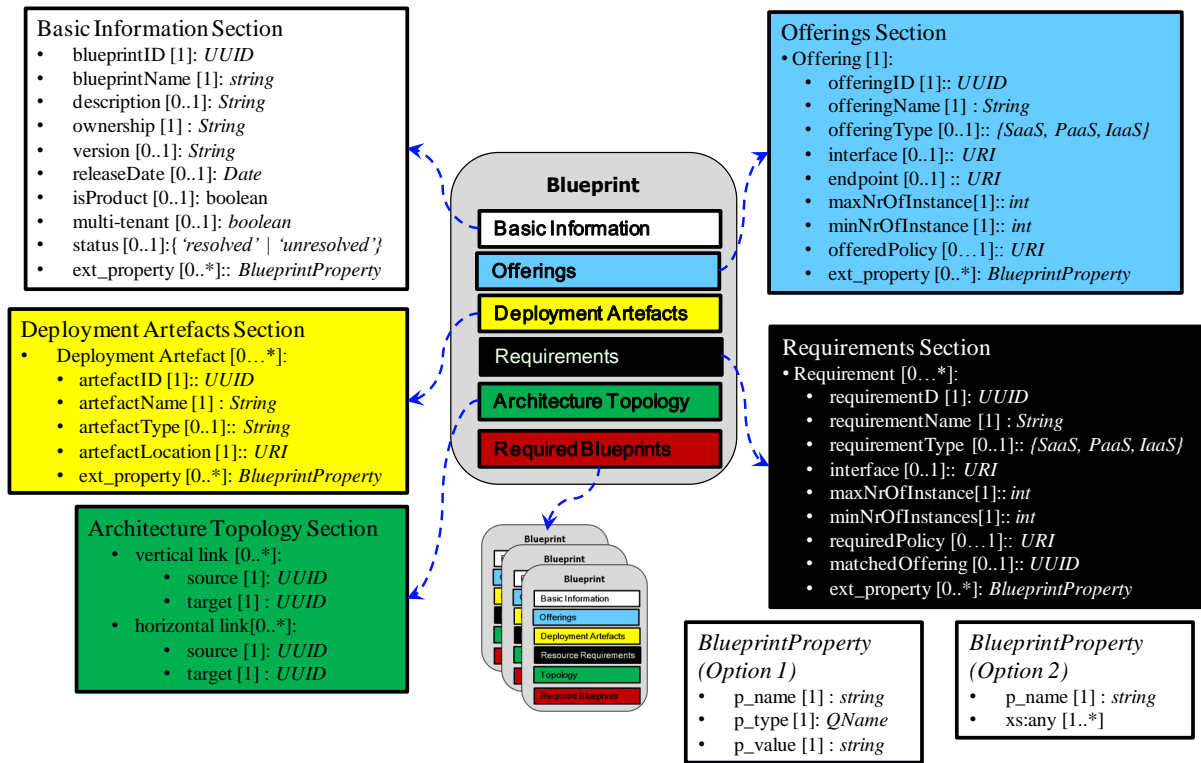 Basic Information Section
• blueprintID [1]: UUID
• blueprintName [1]: string
• description [0..1]: String
• ownership [1] : String
• version [0..1]: String
• releaseDate [0..1]: Date
• isProduct [0..1]: boolean
• multi-tenant [0..1]: boolean
• status [0..1]:{ ‘resolved’ | ‘unresolved’}
• ext_property [0..*]:: BlueprintProperty
Offerings Section
• Offering [1]:
• offeringID [1]:: UUID
• offeringName [1] : String
• offeringType [0..1]:: {SaaS, PaaS, IaaS}
• interface [0..1]:: URI
• endpoint [0..1] :: URI
• maxNrOfInstance[1]:: int
• minNrOfInstance [1]:: int
• offeredPolicy [0…1]:: URI
• ext_property [0..*]: BlueprintProperty
Blueprint
Basic Information
Offerings
Deployment Artefacts
Requirements
Architecture Topology
Required Blueprints
Deployment Artefacts Section
• Deployment Artefact [0…*]:
• artefactID [1]:: UUID
• artefactName [1] : String
• artefactType [0..1]:: String
• artefactLocation [1]:: URI
• ext_property [0..*]: BlueprintProperty
Requirements Section
• Requirement [0…*]:
• requirementD [1]: UUID
• requirementName [1] : String
• requirementType [0..1]:: {SaaS, PaaS, IaaS}
• interface [0..1]:: URI
• maxNrOfInstance[1]:: int
• minNrOfInstances[1]:: int
• requiredPolicy [0…1]:: URI
• matchedOffering [0..1]:: UUID
• ext_property [0..*]: BlueprintProperty
Architecture Topology Section
• vertical link [0..*]:
• source [1]: UUID
• target [1] : UUID
• horizontal link[0..*]:
• source [1]: UUID
• target [1] : UUID
Blueprint
Blueprint
Blueprint
Basic Information
Offerings
Deployment Artefacts
Resource Requirements
Topology
Required Blueprints
BlueprintProperty
(Option 1)
• p_name [1] : string
• p_type [1]: QName
• p_value [1] : string
BlueprintProperty
(Option 2)
• p_name [1] : string
• xs:any [1..*]